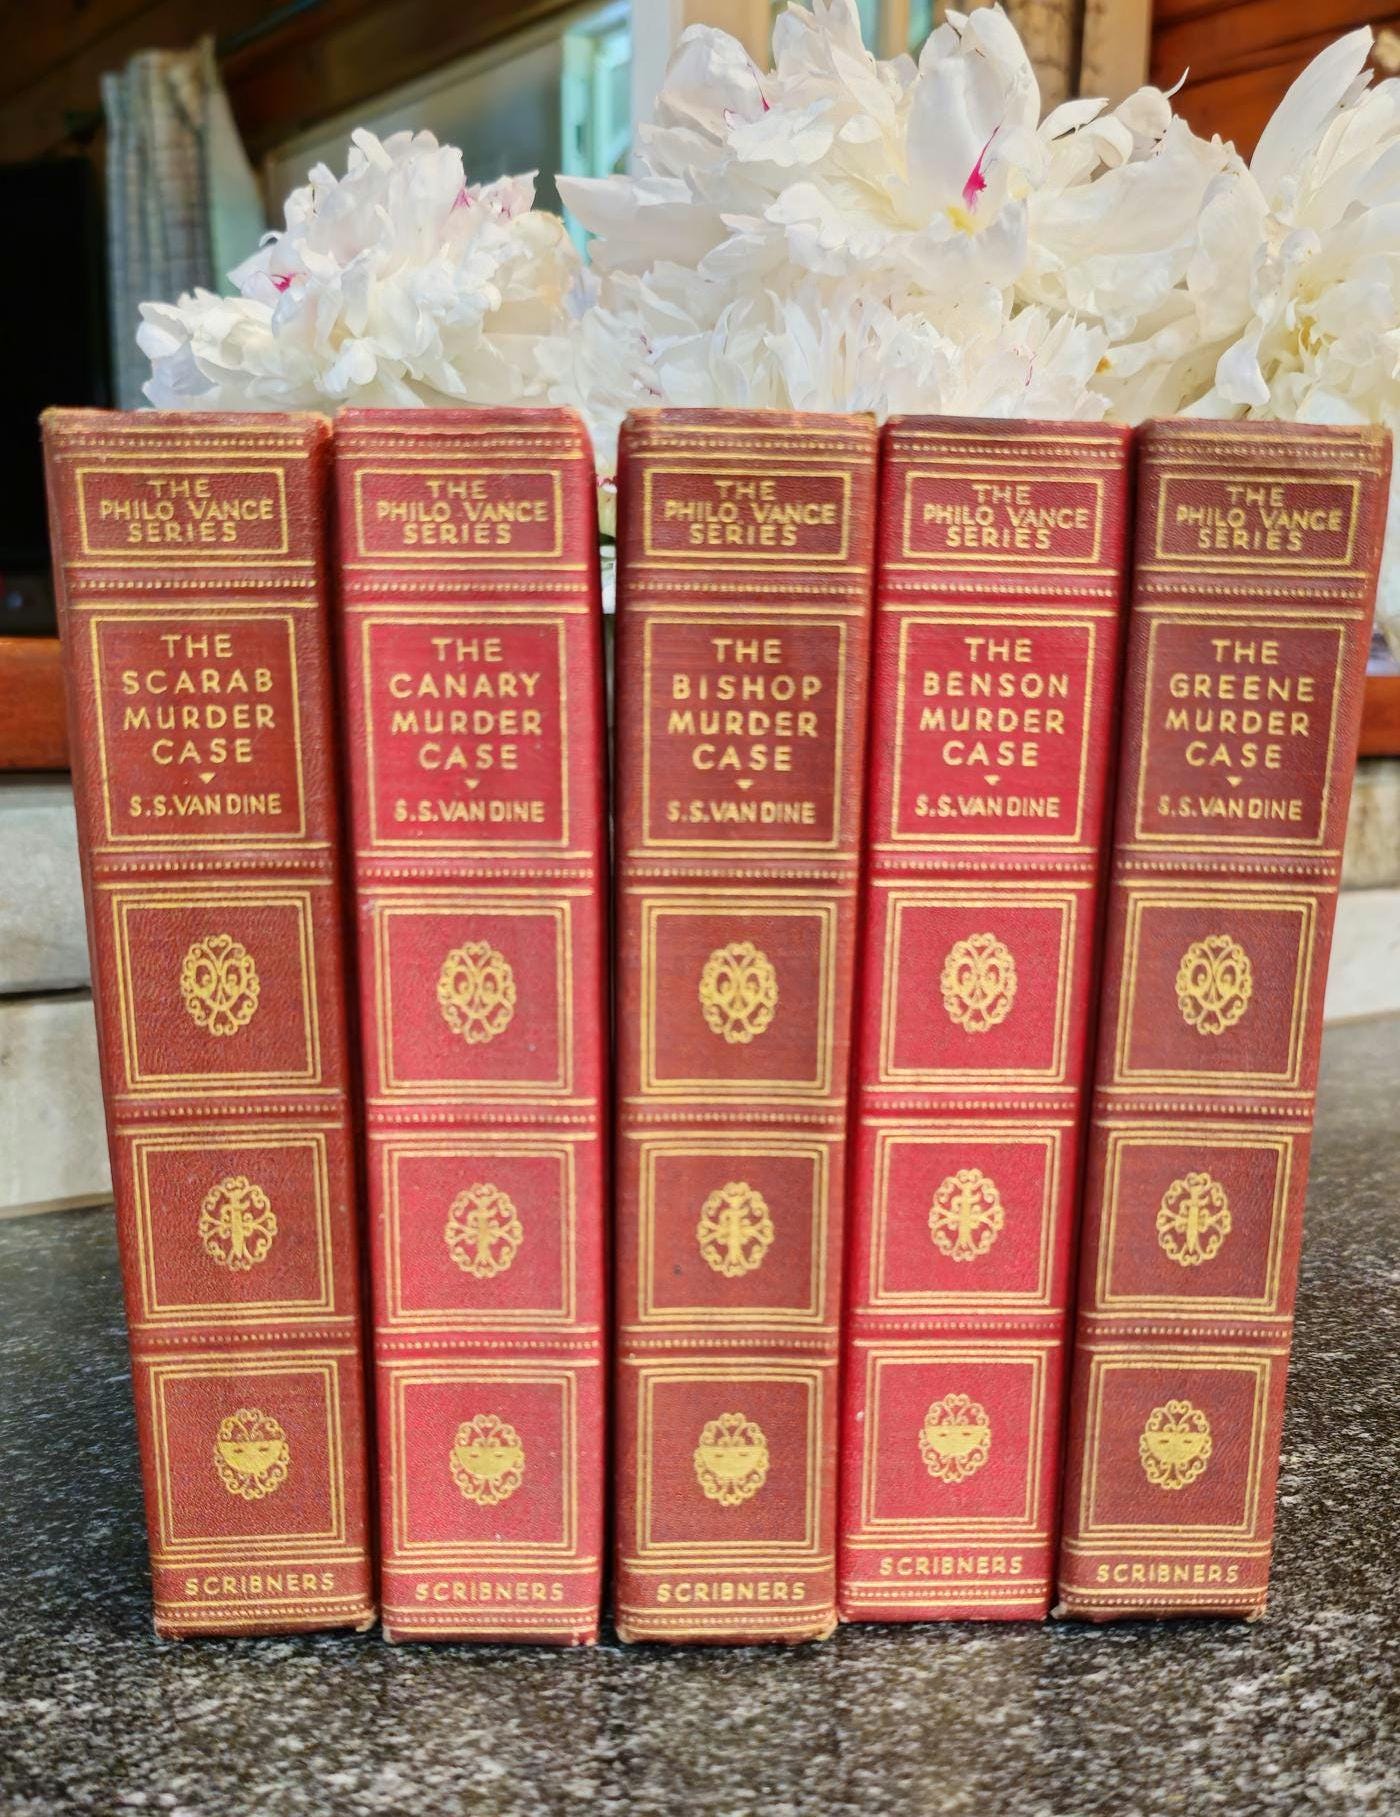 THE
PHILO VANCE
SERIES
THE
SCARAB
MURDER
CASE
S.S.VAN DINE
SCRIBNERS
THE
PHILO VANCE
SERIES
THE
CANARY
MURDER
CASE
S.S.VAN DINE
SCRIBNERS
THE
PHILO VANCE
SERIES
THE
BISHOP
MURDER
CASE
S.S.VAN DINE
SCRIBNERS
THE
PHILO VANCE
SERIES
THE
BENSON
MURDER
CASE
S.S.VAN DINE
SCRIBNERS
THE
PHILO VANCE
SERIES
THE
GREENE
MURDER
CASE
S.S.VAN DINE
SCRIBNERS